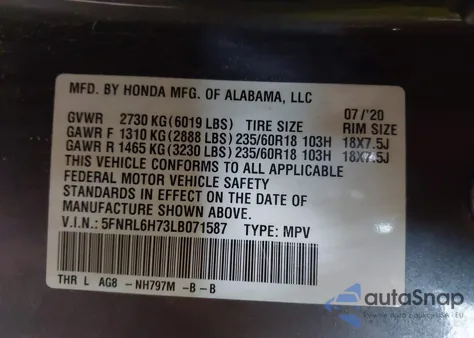 MFD. BY HONDA MFG. OF ALABAMA, LLC
GVWR 2730 KG(6019 LBS) TIRE SIZE 07/'20 RIM SIZE
GAWR F 1310 KG(2888 LBS) 235/60R18 103H 18X7.5J
GAWR R 1465 KG(3230 LBS) 235/60R18 103H 18X7.5J
THIS VEHICLE CONFORMS TO ALL APPLICABLE
FEDERAL MOTOR VEHICLE SAFETY
STANDARDS IN EFFECT ON THE DATE OF
MANUFACTURE SHOWN ABOVE.
V.I.N.: 5FNRL6H73LB071587 TYPE: MPV
THR L AG8 -NH797M -B-B
autoSnap